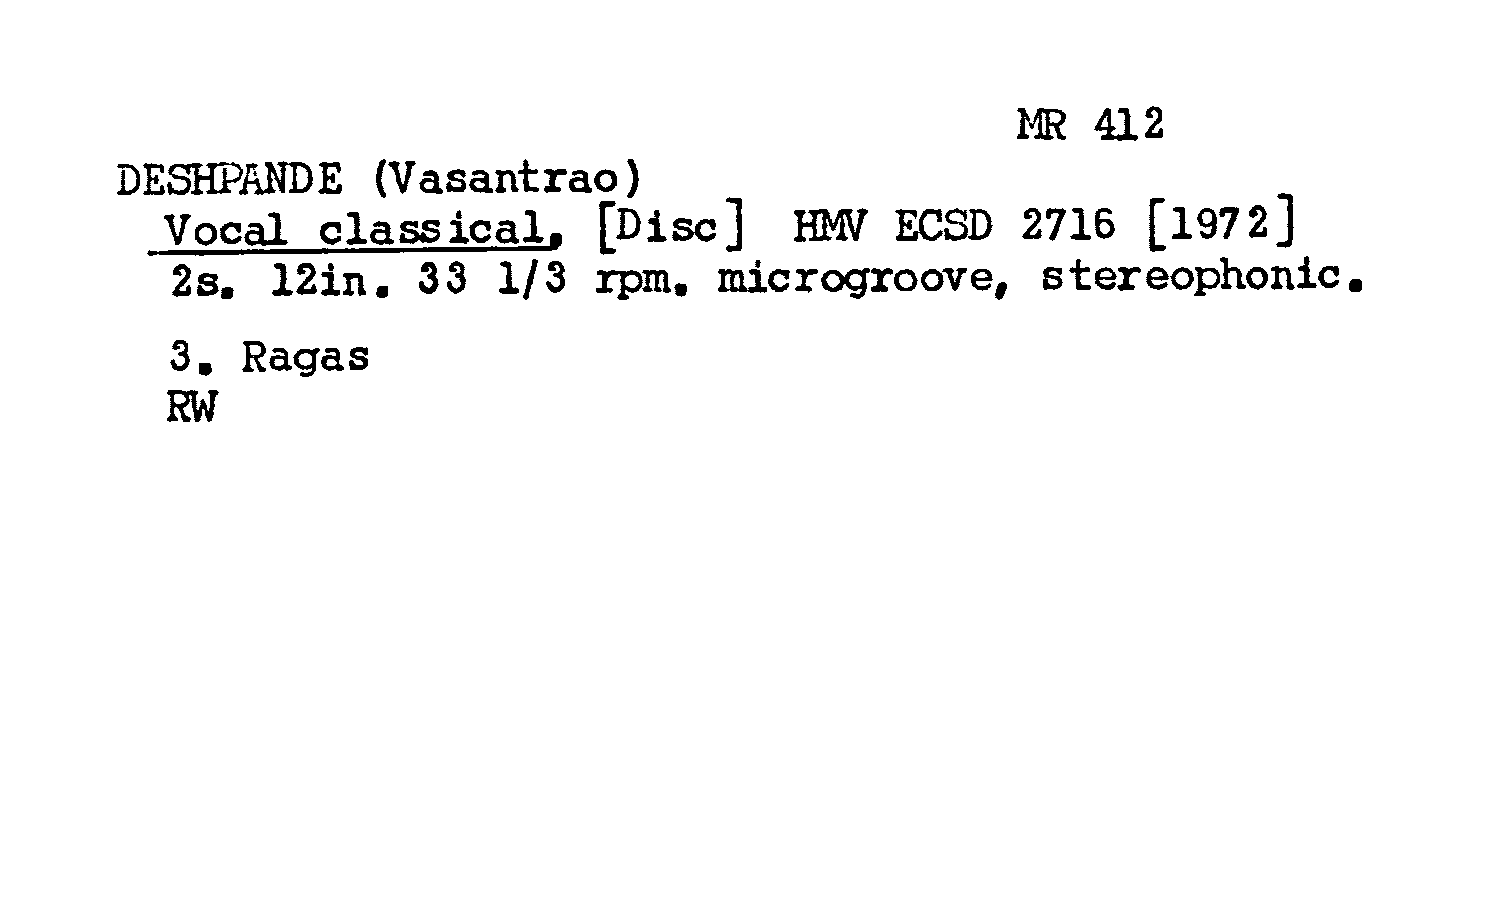 MR 412
DESHPANDE (Vasantrao)
Vocal classical. [Disc] HMV ECSD 2716 [1972]
2s. 12in. 33 1/3 rpm. microgroove, stereophonic.
3. Ragas
RW